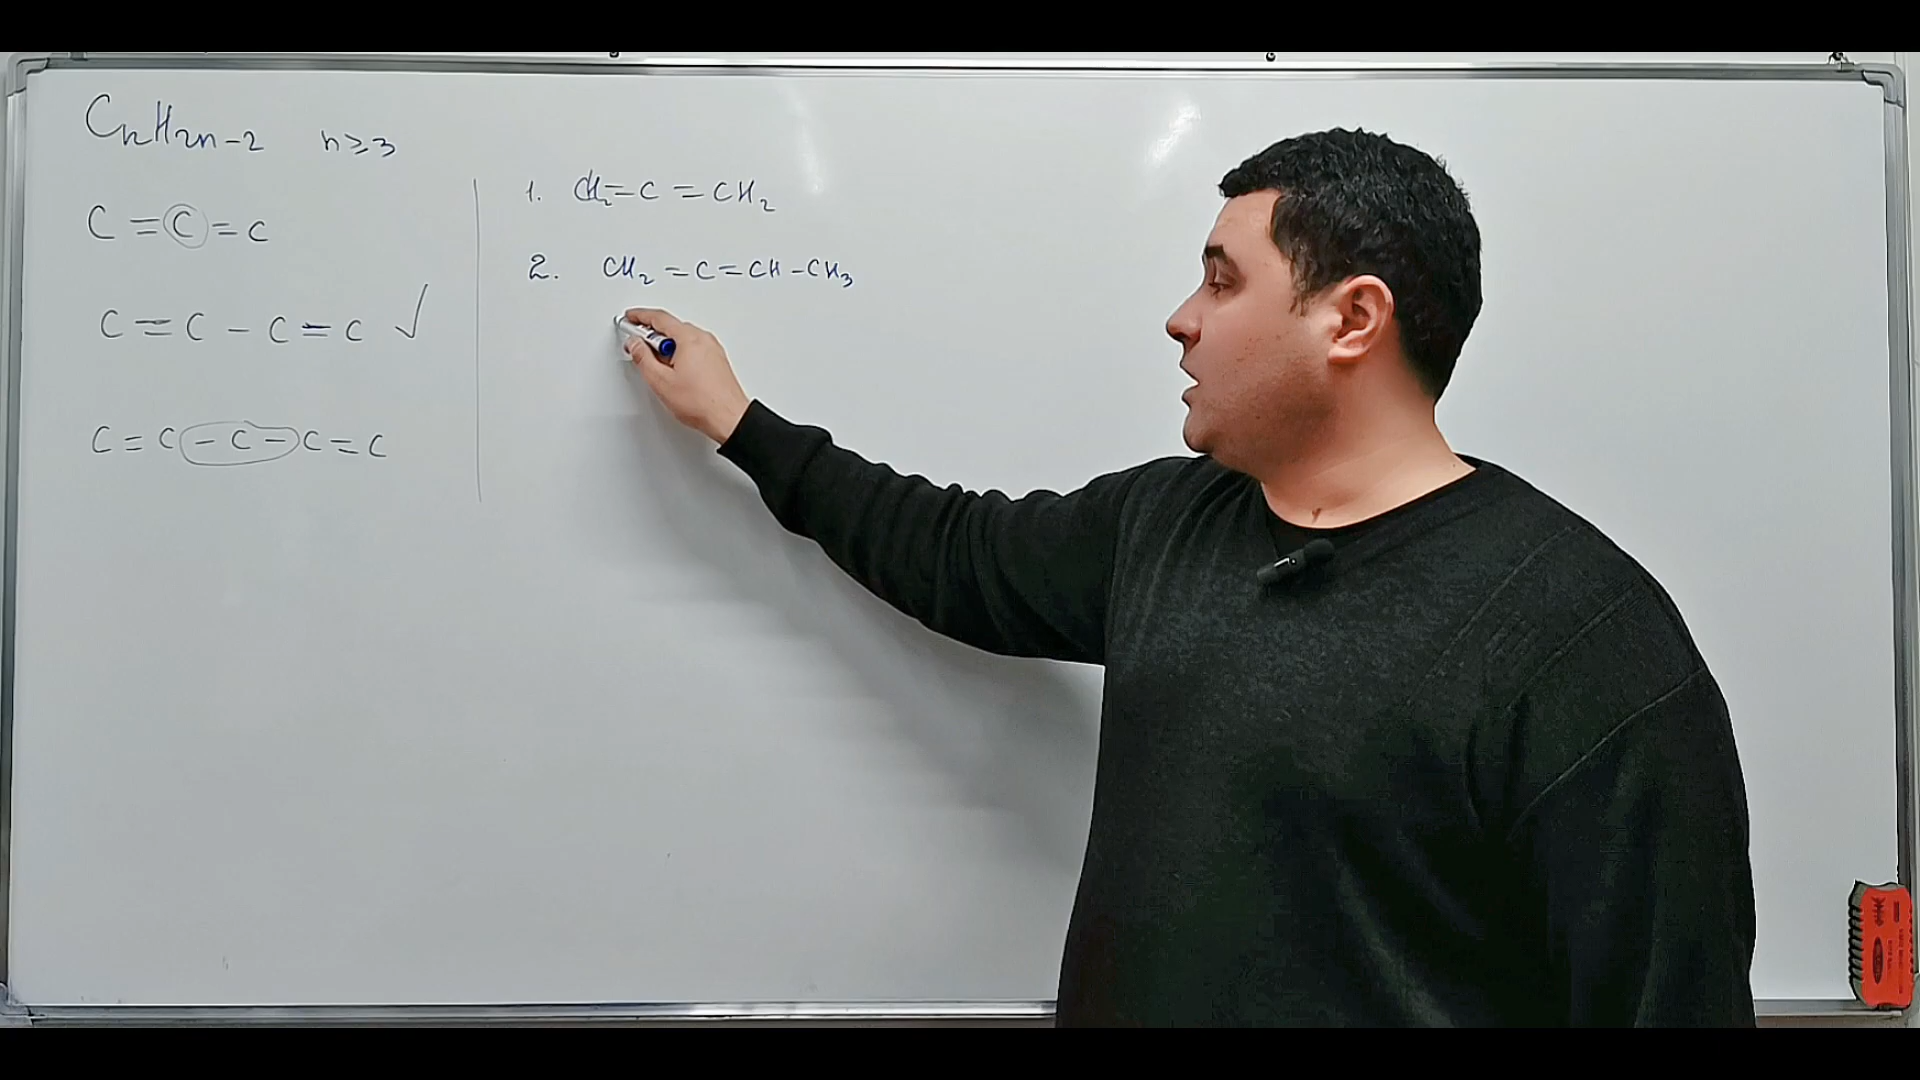 CnH2n-2 n≥3
C=C=C
C=C-C=C ✓
C=C-C-C=C
1. CH2=C=CH2
2. CH2=C=CH-CH3